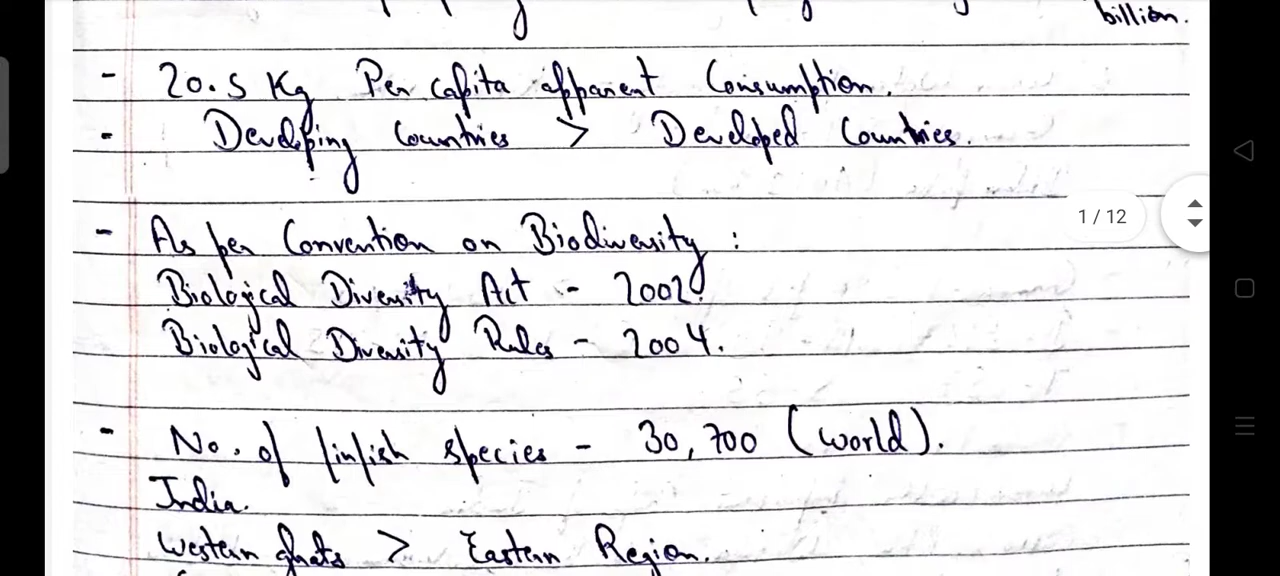 billion.
- 20.5 Kg Per capita apparent Consumption.
- Developing Countries > Developed Countries.
- As per Convention on Biodiversity :
Biological Diversity Act - 2002.
Biological Diversity Rules - 2004.
1 / 12
- No. of finfish species - 30,700 (world).
India.
Western ghats > Eastern Region.